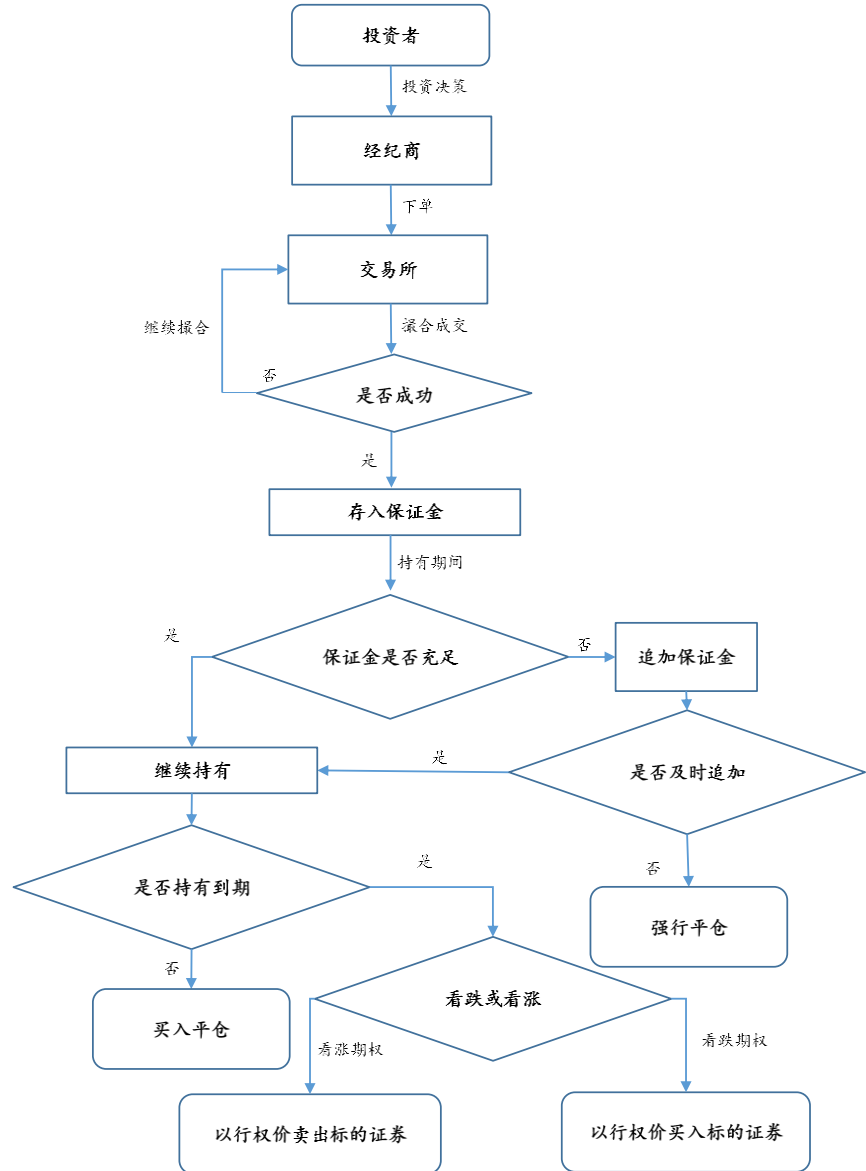 投资者
投资决策
经纪商
下单
交易所
继续撮合
撮合成交
否
是否成功
是
存入保证金
持有期间
是
保证金是否充足
否
追加保证金
继续持有
是
是否及时追加
是否持有到期
是
否
强行平仓
否
买入平仓
看跌或看涨
看涨期权
看跌期权
以行权价卖出标的证券
以行权价买入标的证券